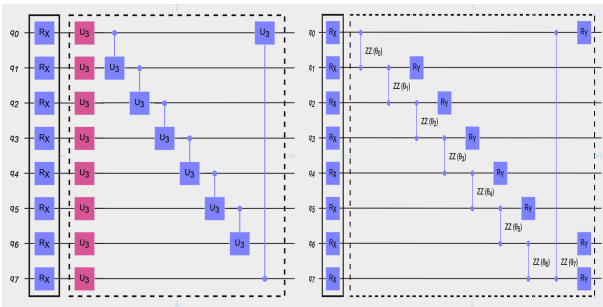 q0 RX U3 U3 q0 RX RY
ZZ (θ0)
q1 RX U3 U3 q1 RX RY
ZZ (θ1)
q2 RX U3 U3 q2 RX RY
ZZ (θ2)
q3 RX U3 U3 q3 RX RY
ZZ (θ3)
q4 RX U3 U3 q4 RX RY
ZZ (θ4)
q5 RX U3 U3 q5 RX RY
ZZ (θ5)
q6 RX U3 U3 q6 RX RY
ZZ (θ6) ZZ (θ7)
q7 RX U3 q7 RX RY